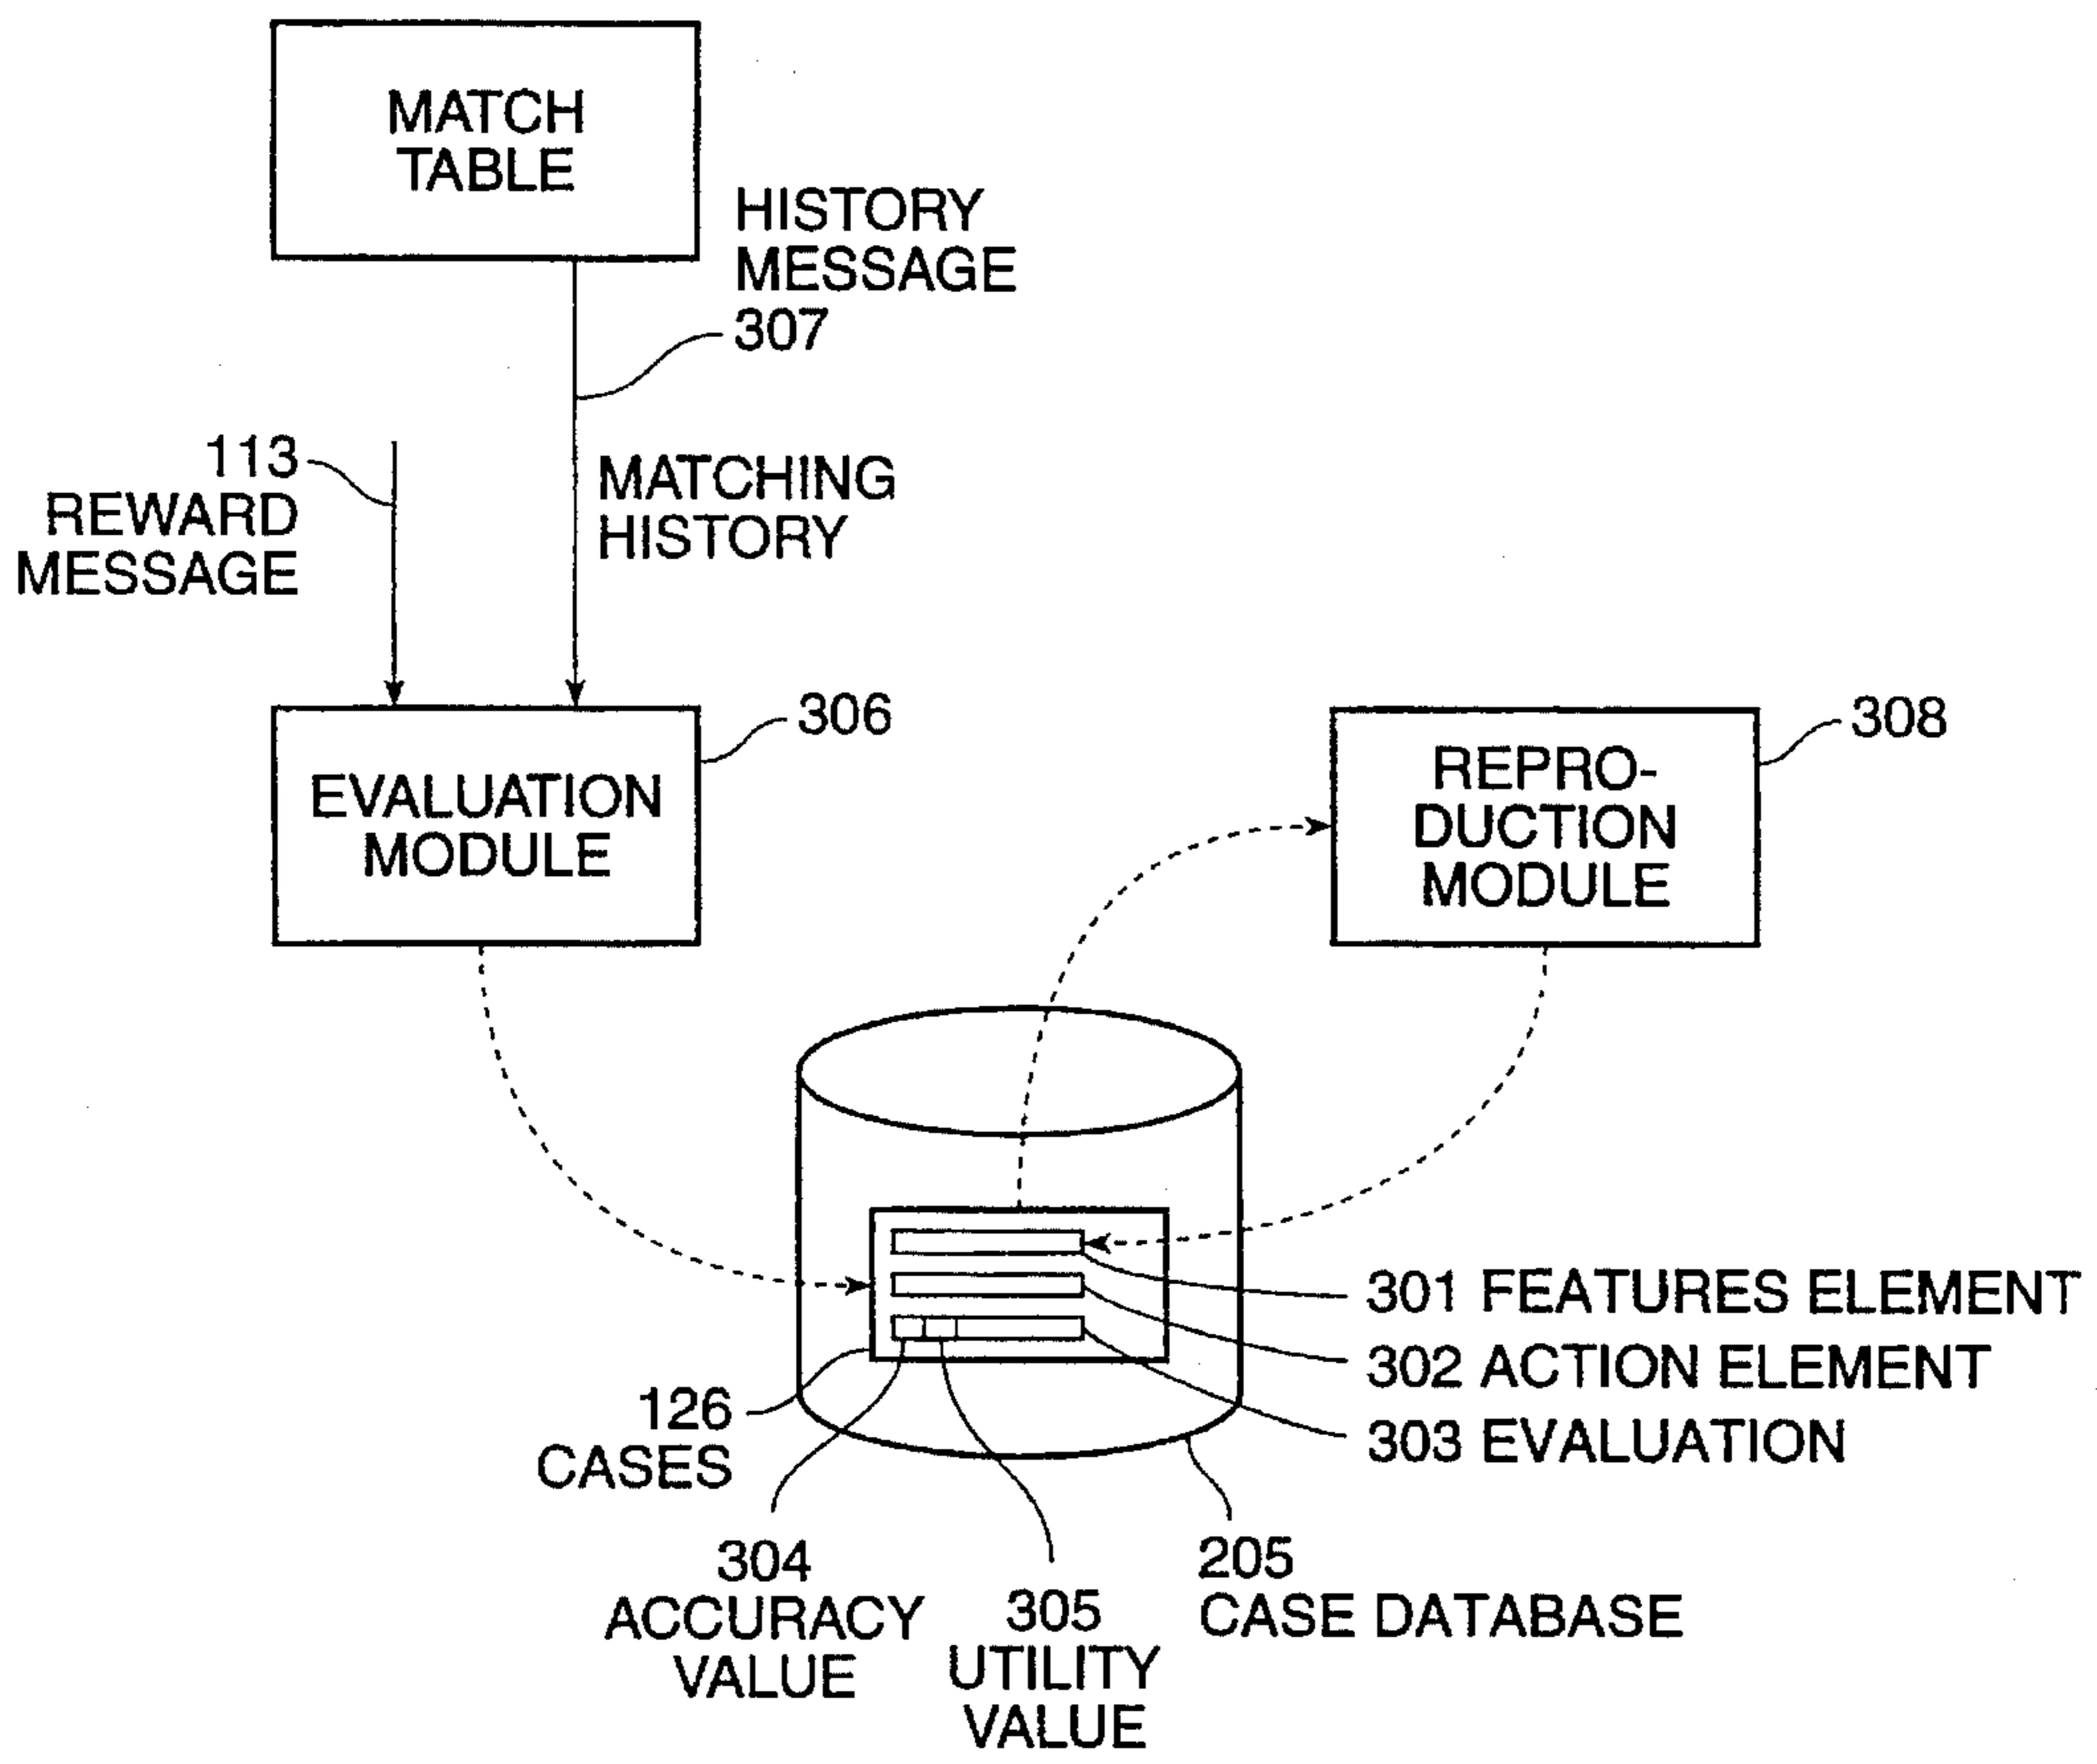 MATCH
TABLE
HISTORY
MESSAGE
307
113
REWARD
MESSAGE
MATCHING
HISTORY
306
EVALUATION
MODULE
308
REPRO-
DUCTION
MODULE
301 FEATURES ELEMENT
302 ACTION ELEMENT
303 EVALUATION
126
CASES
304
ACCURACY
VALUE
305
UTILITY
VALUE
205
CASE DATABASE